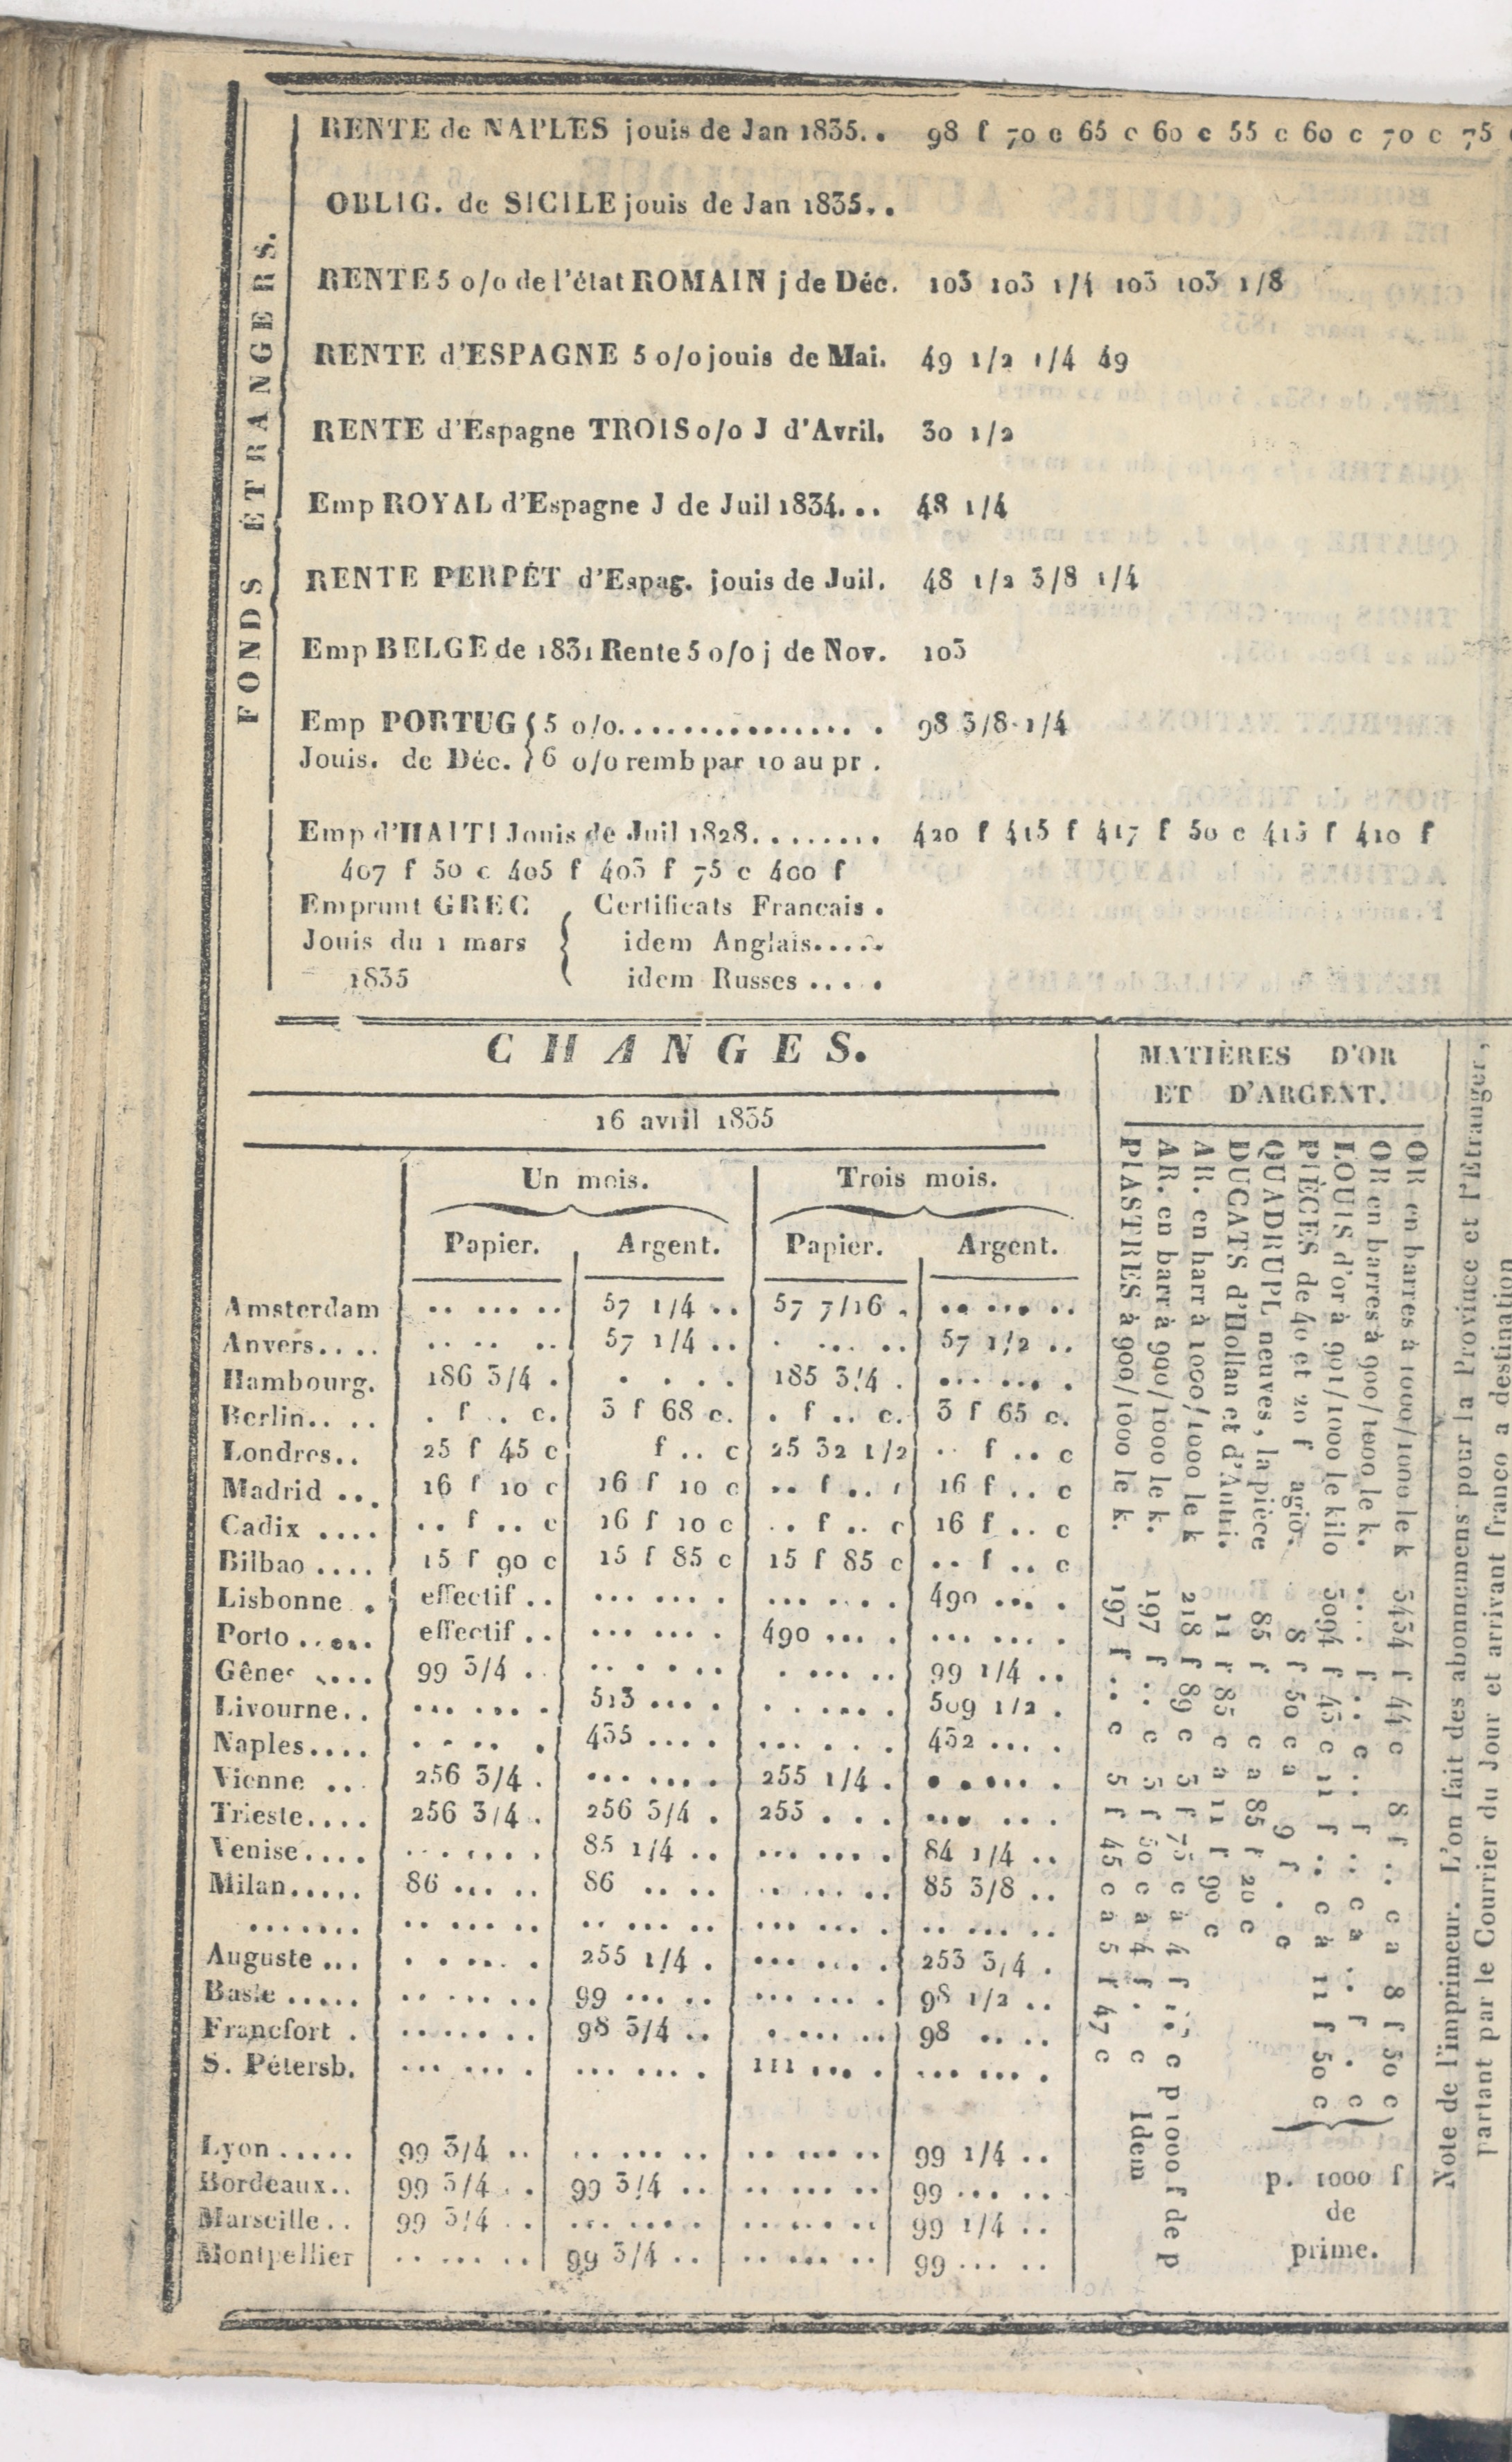 FONDS ÉTRANGERS.
RENTE de NAPLES jouis de Jan 1835.. 98 f 70 c 65 c 60 c 55 c 60 c 70 c 75
OBLIG. de SICILE jouis de Jan 1835..
RENTE 5 o/o de l'état ROMAIN j de Déc. 103 103 1/4 103 103 1/8
RENTE d'ESPAGNE 5 o/o jouis de Mai. 49 1/2 1/4 49
RENTE d'Espagne TROIS o/o J d'Avril. 30 1/2
Emp ROYAL d'Espagne J de Juil 1834... 48 1/4
RENTE PERPÉT d'Espag. jouis de Juil. 48 1/2 3/8 1/4
Emp BELGE de 1831 Rente 5 o/o j de Nov. 103
Emp PORTUG { 5 o/o................ . 98 3/8 1/4
Jouis. de Déc. } 6 o/o remb par 10 au pr .
Emp d'HAITI Jouis de Juil 1828........ 420 f 415 f 417 f 50 c 415 f 410 f
407 f 50 c 405 f 403 f 75 c 400 f
Emprunt GREC Certificats Francais .
Jouis du 1 mars { idem Anglais.....
1835 idem Russes ....
CHANGES.
16 avril 1835
Un mois. Trois mois.
Papier. Argent. Papier. Argent.
Amsterdam .. ... .. 57 1/4 .. 57 7/16 . .. ... ..
Anvers.... .. .. .. 57 1/4 .. . ... .. 57 1/2 ..
Hambourg. 186 3/4 . . . . . 185 3/4 . ... ... .
Berlin.. .. . f .. c. 3 f 68 c. . f .. c. 3 f 65 c.
Londres.. 25 f 45 c f .. c 25 32 1/2 .. f .. c
Madrid ... 16 f 10 c 16 f 10 c .. f .. 16 f .. c
Cadix .... .. f .. c 16 f 10 c .. f .. c 16 f .. c
Bilbao .... 15 f 90 c 15 f 85 c 15 f 85 c .. f .. c
Lisbonne . effectif .. ... ... . ... ... . 490 ... .
Porto ..... effectif .. ... ... . 490 ... . ... ... .
Gênes .... 99 3/4 .. .. . . .. . ... .. 99 1/4 ..
Livourne.. ... ... . 513 ... . . ... . 509 1/2 .
Naples.... . . .. . 435 .... ... . . . 432 ... .
Vienne ... 256 3/4 . ... ... . 255 1/4 . . . ... .
Trieste.... 256 3/4 . 256 3/4 . 255 . . . ... ... .
Venise.... ... ... . 85 1/4 .. ... ... . 84 1/4 ..
Milan..... 86 ... .. 86 .. .. . ... .. 85 3/8 ..
....... .. ... .. .. ... .. ... ... . .. ... ..
Auguste ... . . ... . 255 1/4 . ... ... . 253 3/4 .
Basle ..... .. ... .. 99 ... .. ... ... . 98 1/2 ..
Francfort . .. ... .. 98 3/4 .. . ... .. 98 .. ..
S. Pétersb. ... ... . ... ... . 111 ... . ... ... .
Lyon ..... 99 3/4 .. .. ... .. .. ... .. 99 1/4 ..
Bordeaux.. 99 3/4 .. 99 3/4 .. .. ... .. 99 ... ..
Marseille.. 99 3/4 .. ... ... . .. ... .. 99 1/4 ..
Montpellier .. ... .. 99 3/4 .. .. ... .. 99 ... ..
MATIÈRES D'OR
ET D'ARGENT.
OR en barres à 1000/1000 le k 3434 f 44 c 8 f .. c a 8 f 50 c
OR en barres à 900/1000 le k. .... f .. c .. f .. c à .. f . c
LOUIS d'or à 901/1000 le kilo 3094 f 43 c 11 f .. c à 11 f 50 c
PIÈCES de 40 et 20 f agio. 8 f 50 c a 9 f . c
QUADRUPL neuves, la pièce 85 f c a 85 f 20 c
DUCATS d'Hollan et d'Autri. 11 f 85 c à 11 f 90 c
AR. en barr à 1000/1000 le k 218 f 89 c 5 f 75 c à 4 f c p 1000 f de p
AR. en barr à 900/1000 le k. 197 f .. c 5 f 50 c à 4 f . c Idem
PIASTRES à 900/1000 le k. 197 f .. c 5 f 45 c à 5 f 47 c
p. 1000 f
de
prime.
Note de l'imprimeur. L'on fait des abonnemens pour la Province et l'Étranger,
partant par le Courrier du Jour et arrivant franco a destination